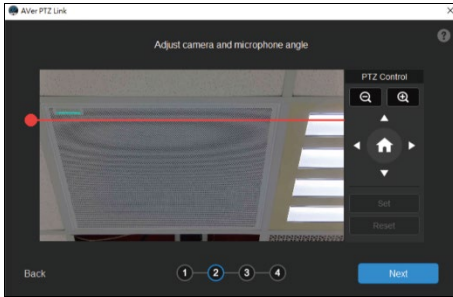 AVer PTZ Link
Adjust camera and microphone angle
PTZ Control
Set
Reset
Back
1 2 3 4
Next